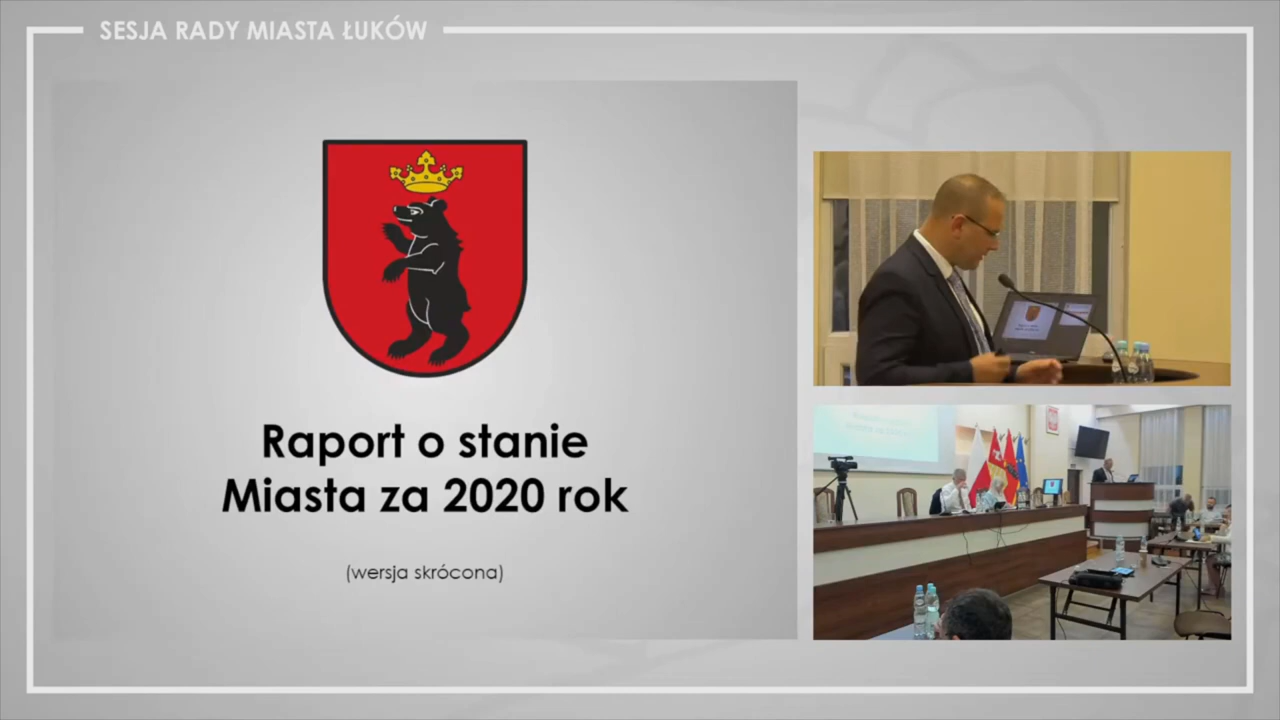 SESJA RADY MIASTA ŁUKÓW
Raport o stanie
Miasta za 2020 rok
(wersja skrócona)